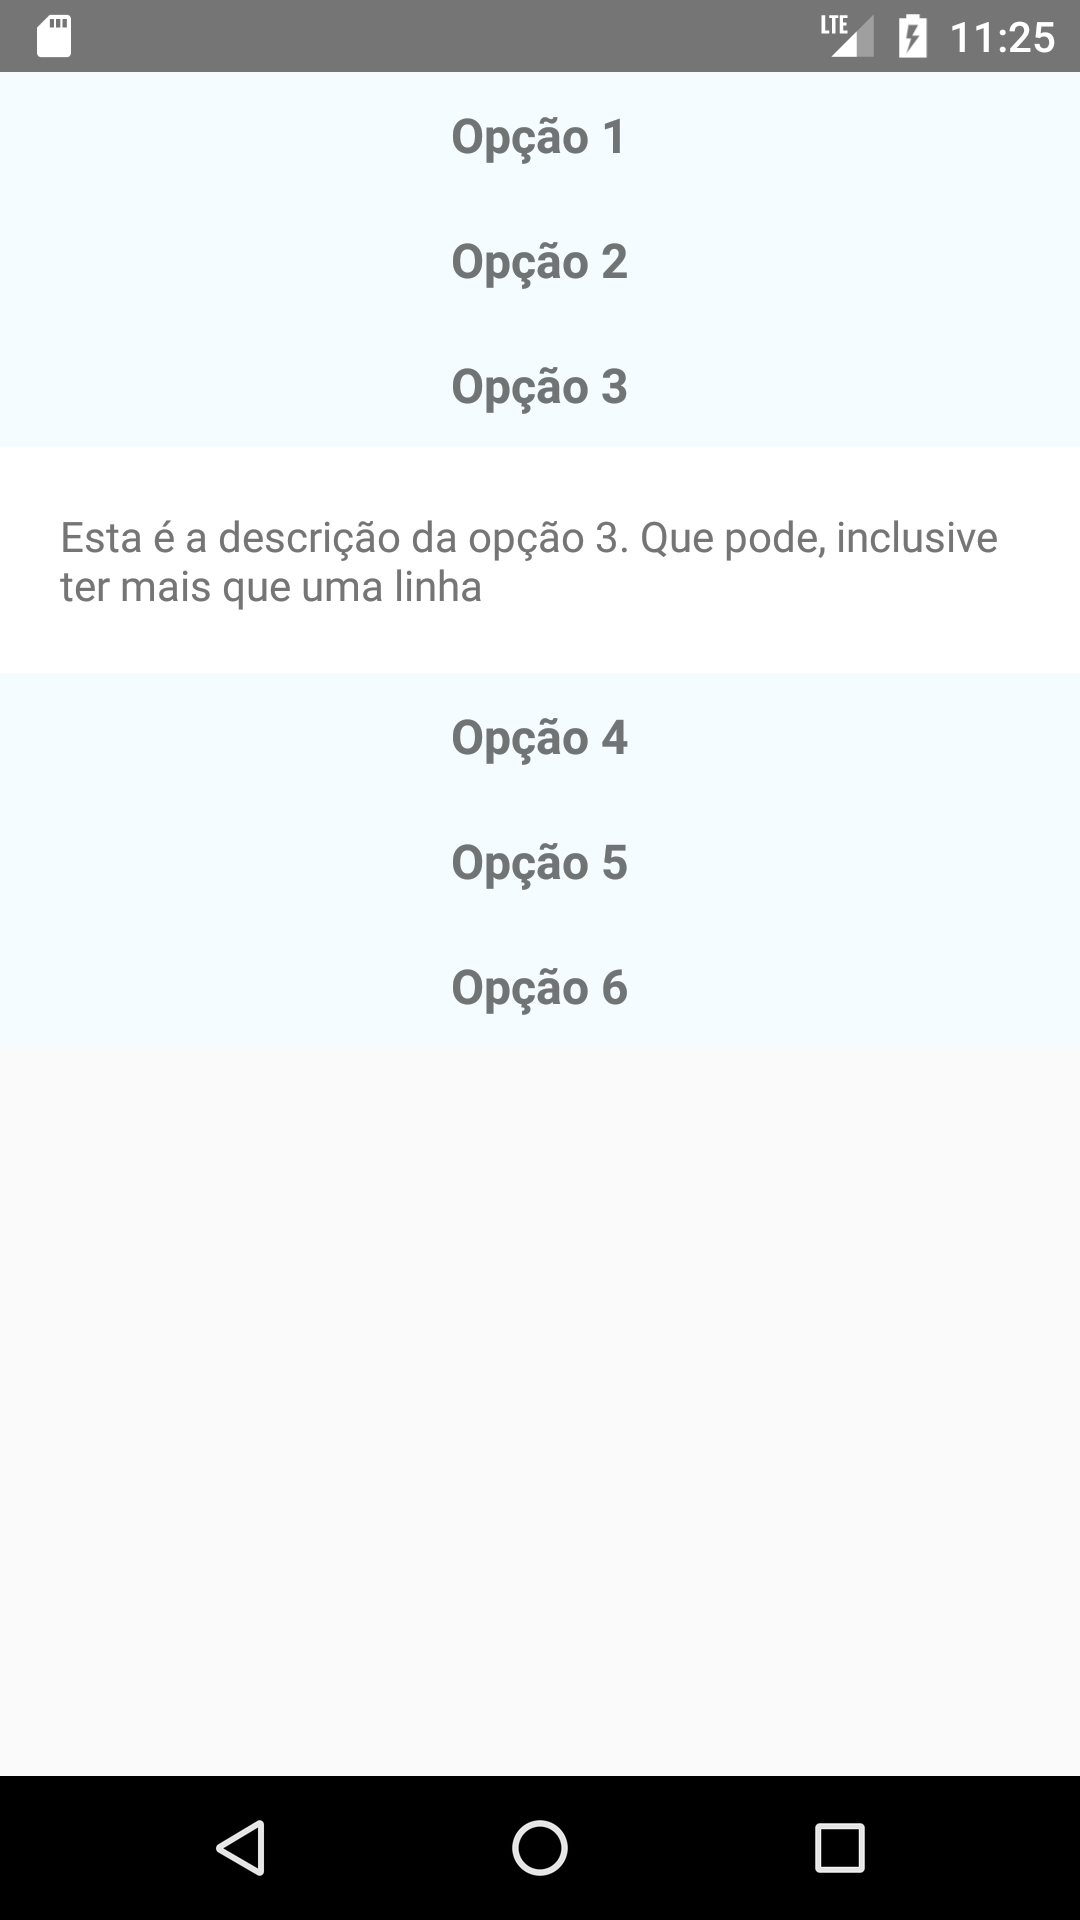 LTE 11:25
Opção 1
Opção 2
Opção 3
Esta é a descrição da opção 3. Que pode, inclusive
ter mais que uma linha
Opção 4
Opção 5
Opção 6